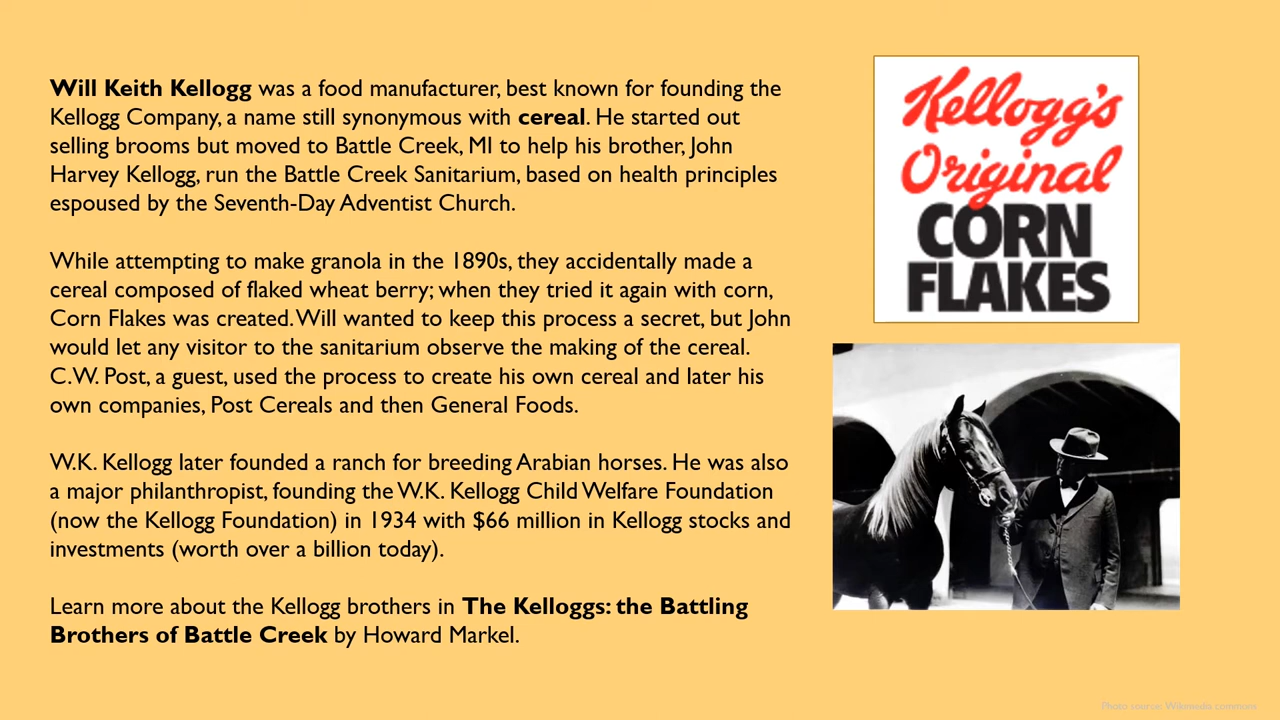 Will Keith Kellogg was a food manufacturer, best known for founding the
Kellogg Company, a name still synonymous with cereal. He started out
selling brooms but moved to Battle Creek, MI to help his brother, John
Harvey Kellogg, run the Battle Creek Sanitarium, based on health principles
espoused by the Seventh-Day Adventist Church.
While attempting to make granola in the 1890s, they accidentally made a
cereal composed of flaked wheat berry; when they tried it again with corn,
Corn Flakes was created. Will wanted to keep this process a secret, but John
would let any visitor to the sanitarium observe the making of the cereal.
C.W. Post, a guest, used the process to create his own cereal and later his
own companies, Post Cereals and then General Foods.
W.K. Kellogg later founded a ranch for breeding Arabian horses. He was also
a major philanthropist, founding the W.K. Kellogg Child Welfare Foundation
(now the Kellogg Foundation) in 1934 with $66 million in Kellogg stocks and
investments (worth over a billion today).
Learn more about the Kellogg brothers in The Kelloggs: the Battling
Brothers of Battle Creek by Howard Markel.
Kellogg's
Original
CORN
FLAKES
Photo source: Wikimedia commons